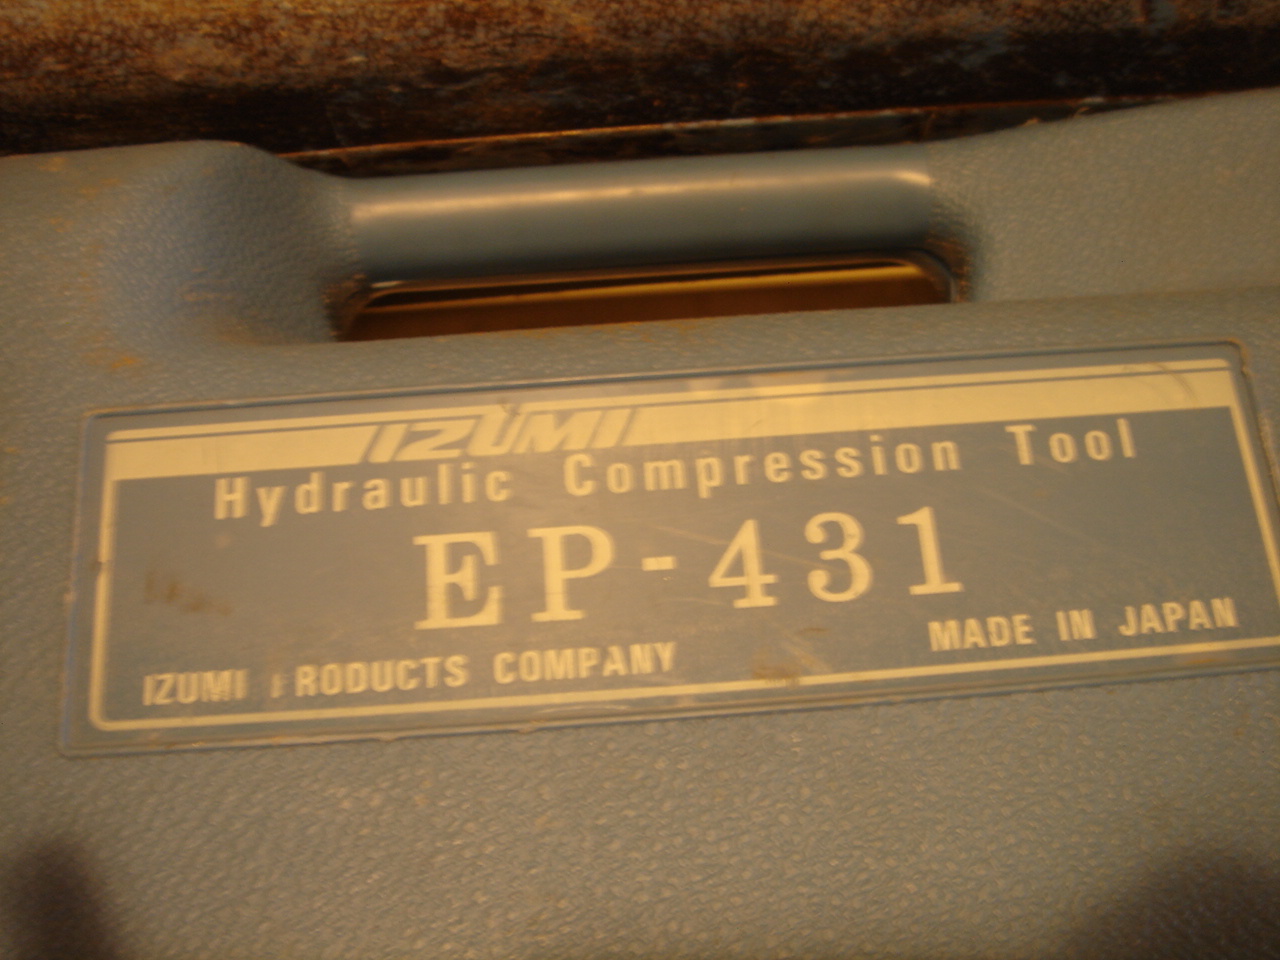 IZUMI
Hydraulic Compression Tool
EP-431
IZUMI PRODUCTS COMPANY
MADE IN JAPAN